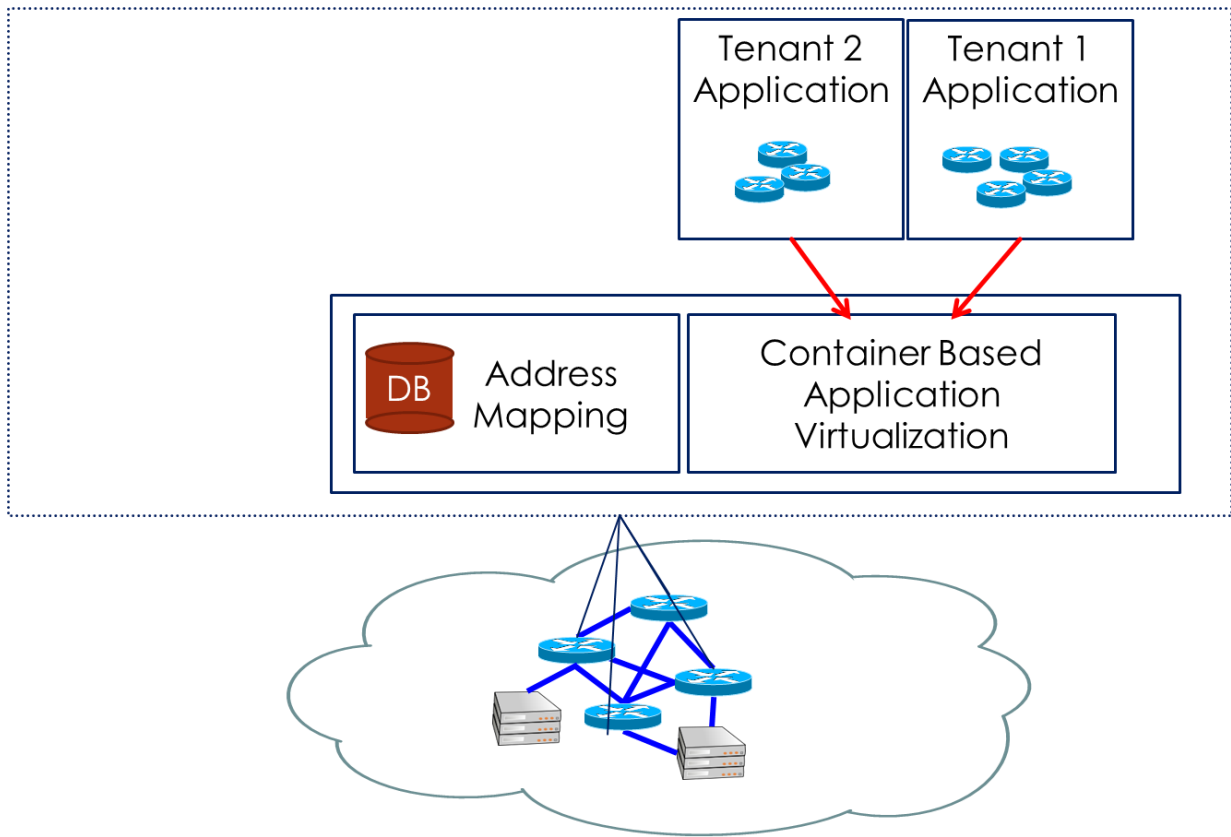 Tenant 2
Application
Tenant 1
Application
DB
Address
Mapping
Container Based
Application
Virtualization